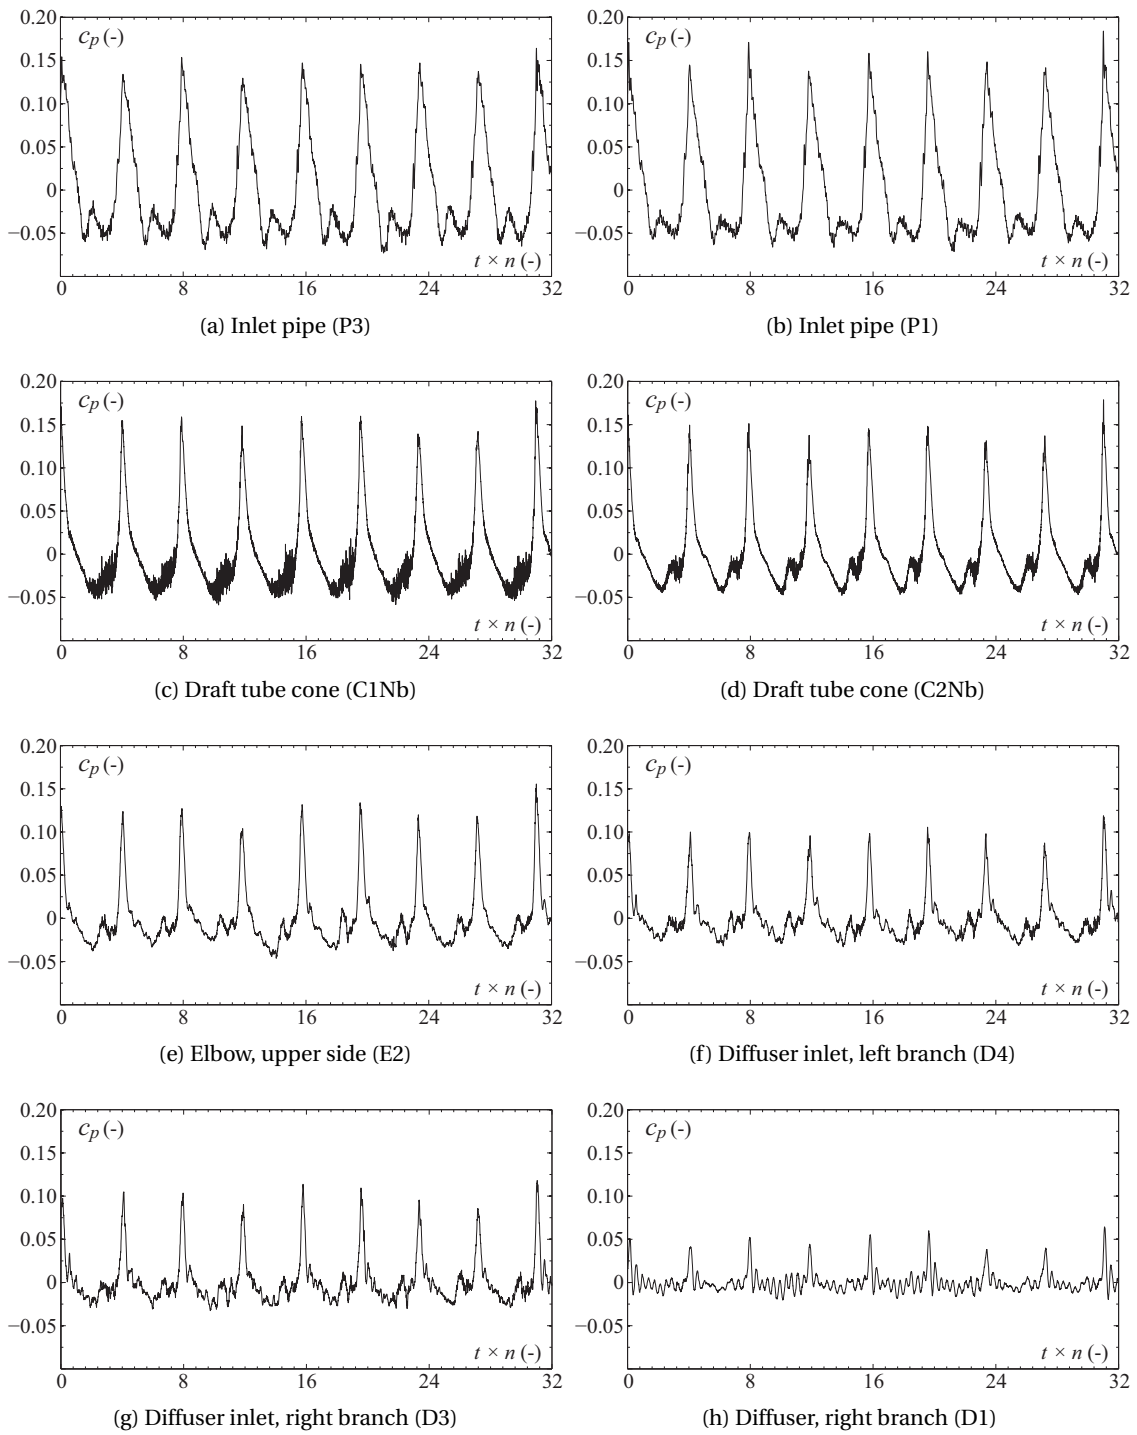 0.20 0.15 0.10 0.05 0 −0.05
c_p (-)
t × n (-)
0 8 16 24 32
(a) Inlet pipe (P3)
0.20 0.15 0.10 0.05 0 −0.05
c_p (-)
t × n (-)
0 8 16 24 32
(b) Inlet pipe (P1)
0.20 0.15 0.10 0.05 0 −0.05
c_p (-)
t × n (-)
0 8 16 24 32
(c) Draft tube cone (C1Nb)
0.20 0.15 0.10 0.05 0 −0.05
c_p (-)
t × n (-)
0 8 16 24 32
(d) Draft tube cone (C2Nb)
0.20 0.15 0.10 0.05 0 −0.05
c_p (-)
t × n (-)
0 8 16 24 32
(e) Elbow, upper side (E2)
0.20 0.15 0.10 0.05 0 −0.05
c_p (-)
t × n (-)
0 8 16 24 32
(f) Diffuser inlet, left branch (D4)
0.20 0.15 0.10 0.05 0 −0.05
c_p (-)
t × n (-)
0 8 16 24 32
(g) Diffuser inlet, right branch (D3)
0.20 0.15 0.10 0.05 0 −0.05
c_p (-)
t × n (-)
0 8 16 24 32
(h) Diffuser, right branch (D1)